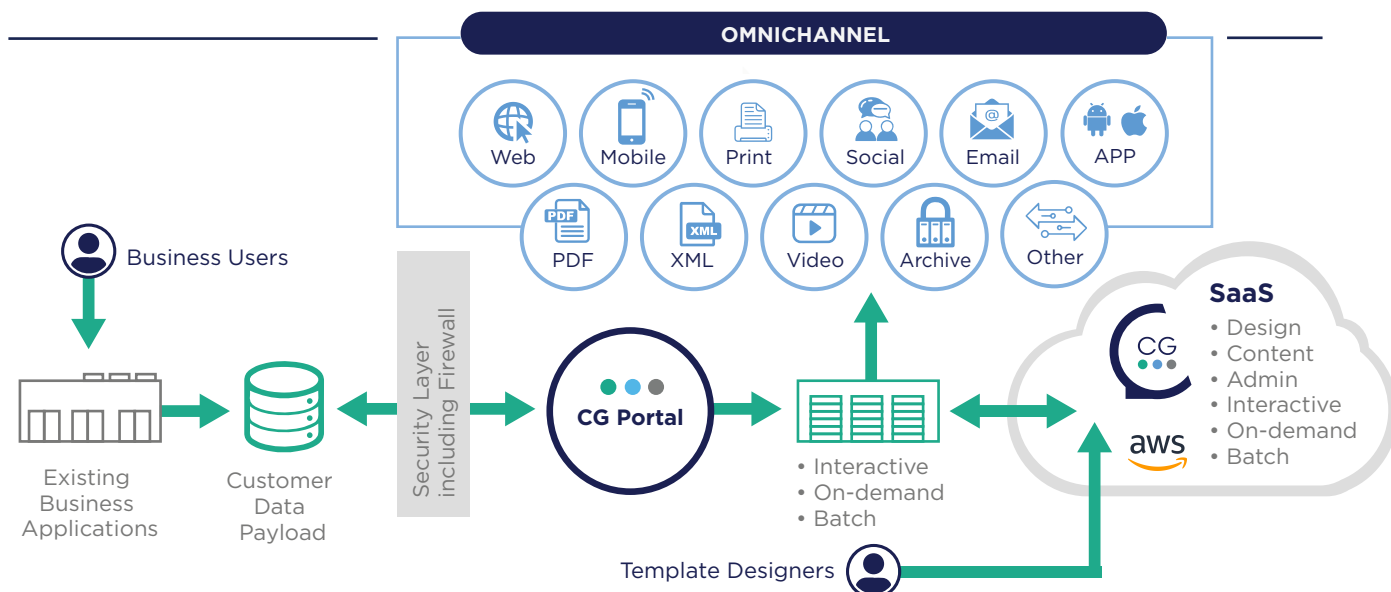 OMNICHANNEL
Web
Mobile
Print
Social
@
Email
APP
PDF
PDF
XML
XML
Video
Archive
Other
Business Users
Security Layer
including Firewall
SaaS
• Design
• Content
• Admin
• Interactive
• On-demand
• Batch
CG
aws
CG Portal
Existing
Business
Applications
Customer
Data
Payload
• Interactive
• On-demand
• Batch
Template Designers